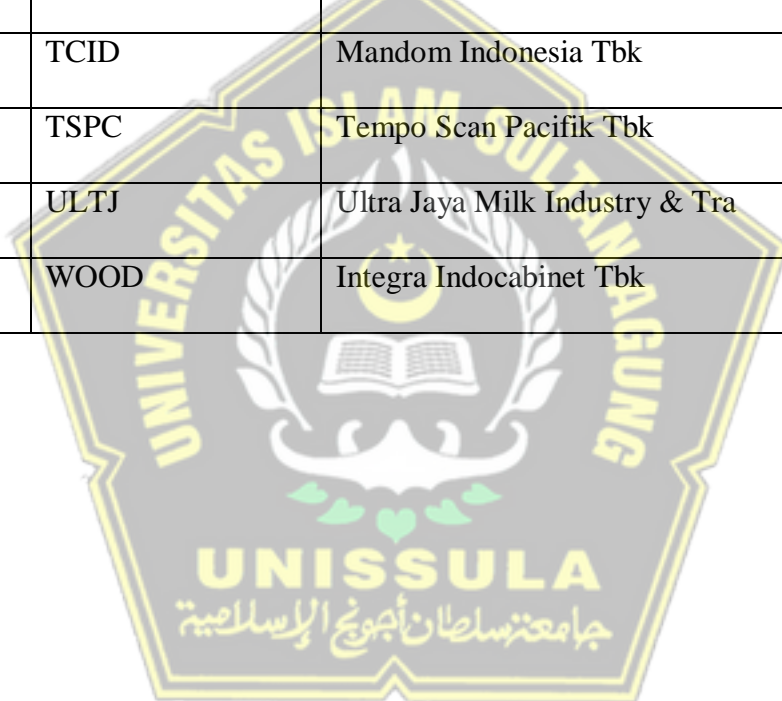 TCID Mandom Indonesia Tbk
TSPC Tempo Scan Pacifik Tbk
ULTJ Ultra Jaya Milk Industry & Tra
WOOD Integra Indocabinet Tbk
UNIVERSITAS ISLAM SULTAN AGUNG
UNISSULA
جامعة سلطان أجونج الإسلامية